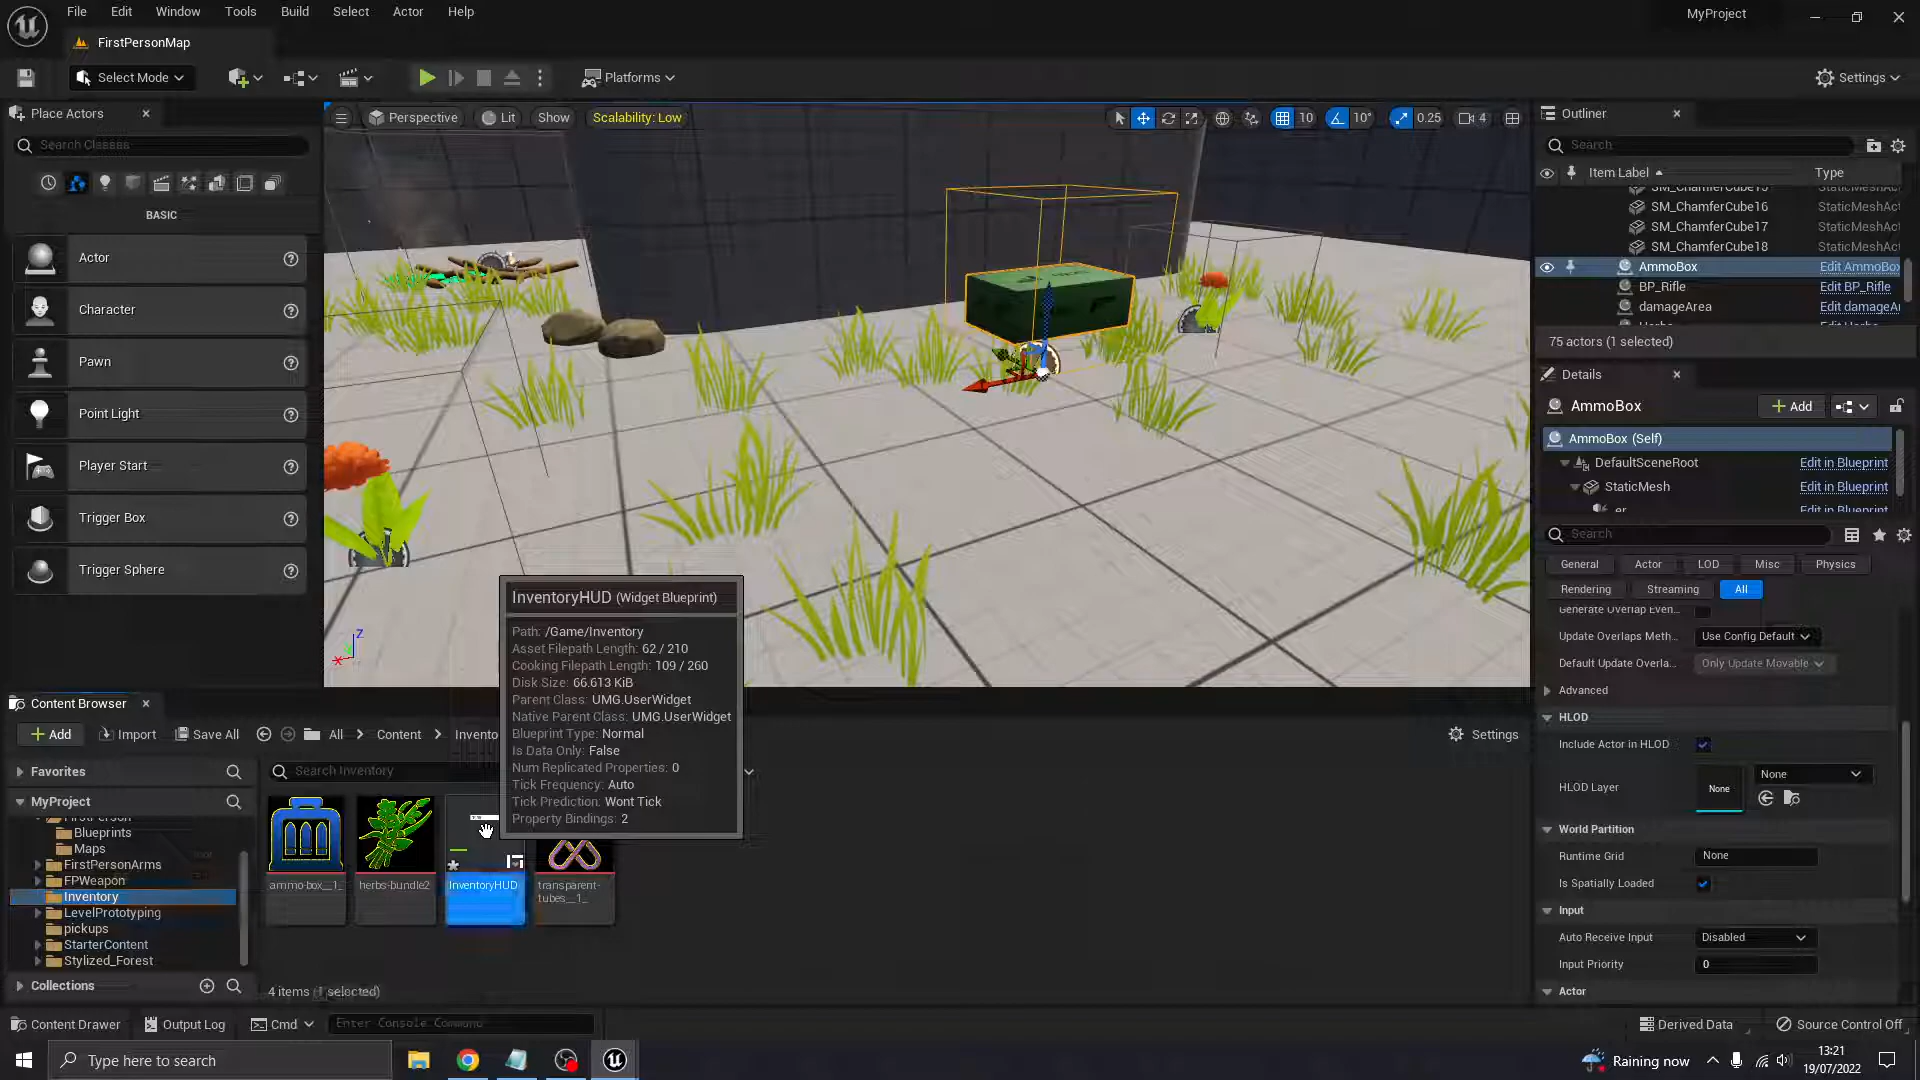 File Edit Window Tools Build Select Actor Help
MyProject
FirstPersonMap
Select Mode
Platforms
Settings
Place Actors
Search Classes
BASIC
Actor
Character
Pawn
Point Light
Player Start
Trigger Box
Trigger Sphere
Perspective Lit Show Scalability: Low
10 10° 0.25 4
Outliner
Search
Item Label Type
SM_ChamferCube15 StaticMeshAct
SM_ChamferCube16 StaticMeshAct
SM_ChamferCube17 StaticMeshAct
SM_ChamferCube18 StaticMeshAct
AmmoBox Edit AmmoBox
BP_Rifle Edit BP_Rifle
damageArea Edit damageAr
75 actors (1 selected)
Details
AmmoBox
Add
AmmoBox (Self)
DefaultSceneRoot Edit in Blueprint
StaticMesh Edit in Blueprint
er Edit in Blueprint
Search
General Actor LOD Misc Physics
Rendering Streaming All
Generate Overlap Even...
Update Overlaps Meth... Use Config Default
Default Update Overla... Only Update Movable
Advanced
HLOD
Include Actor in HLOD
HLOD Layer None None
World Partition
Runtime Grid None
Is Spatially Loaded
Input
Auto Receive Input Disabled
Input Priority 0
Actor
InventoryHUD (Widget Blueprint)
Path: /Game/Inventory
Asset Filepath Length: 62 / 210
Cooking Filepath Length: 109 / 260
Disk Size: 66.613 KiB
Parent Class: UMG.UserWidget
Native Parent Class: UMG.UserWidget
Blueprint Type: Normal
Is Data Only: False
Num Replicated Properties: 0
Tick Frequency: Auto
Tick Prediction: Wont Tick
Property Bindings: 2
Content Browser
Add Import Save All All Content Invento
Settings
Favorites
MyProject
Search Inventory
FirstPerson
Blueprints
Maps
FirstPersonArms
FPWeapon
Inventory
LevelPrototyping
pickups
StarterContent
Stylized_Forest
Collections
ammo-box__1_
herbs-bundle2
InventoryHUD
transparent-
tubes__1_
4 items (1 selected)
Content Drawer Output Log Cmd Enter Console Command
Derived Data Source Control Off
Type here to search
Raining now
13:21
19/07/2022